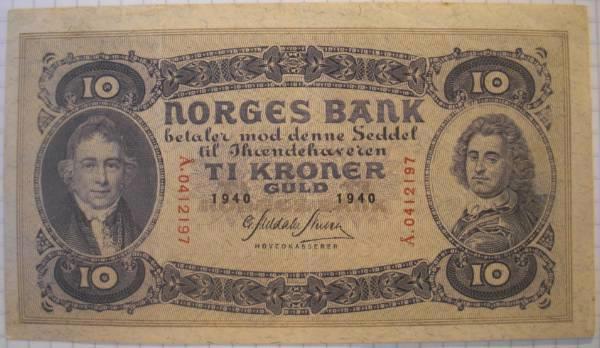 10 10
NORGES BANK
betaler mod denne Seddel
til Ihændehaveren
TI KRONER
GULD
1940 1940
Å.0412197 Å.0412197
HOVEDKASSERER
10 10